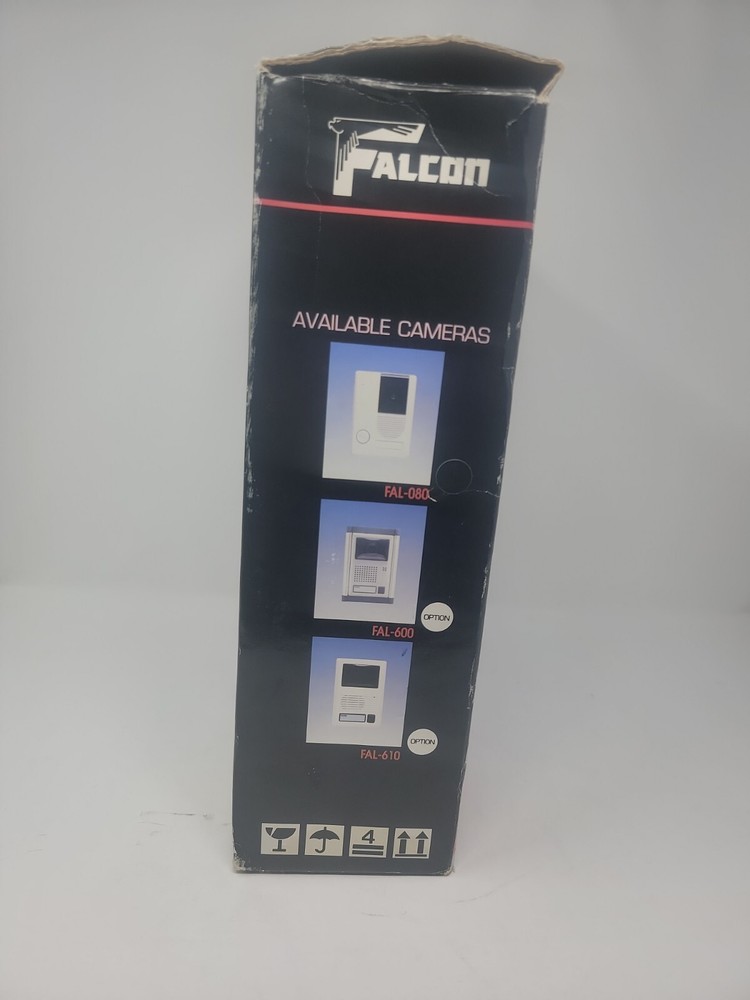 FALCON
AVAILABLE CAMERAS
FAL-080
FAL-600
OPTION
FAL-610
OPTION
4